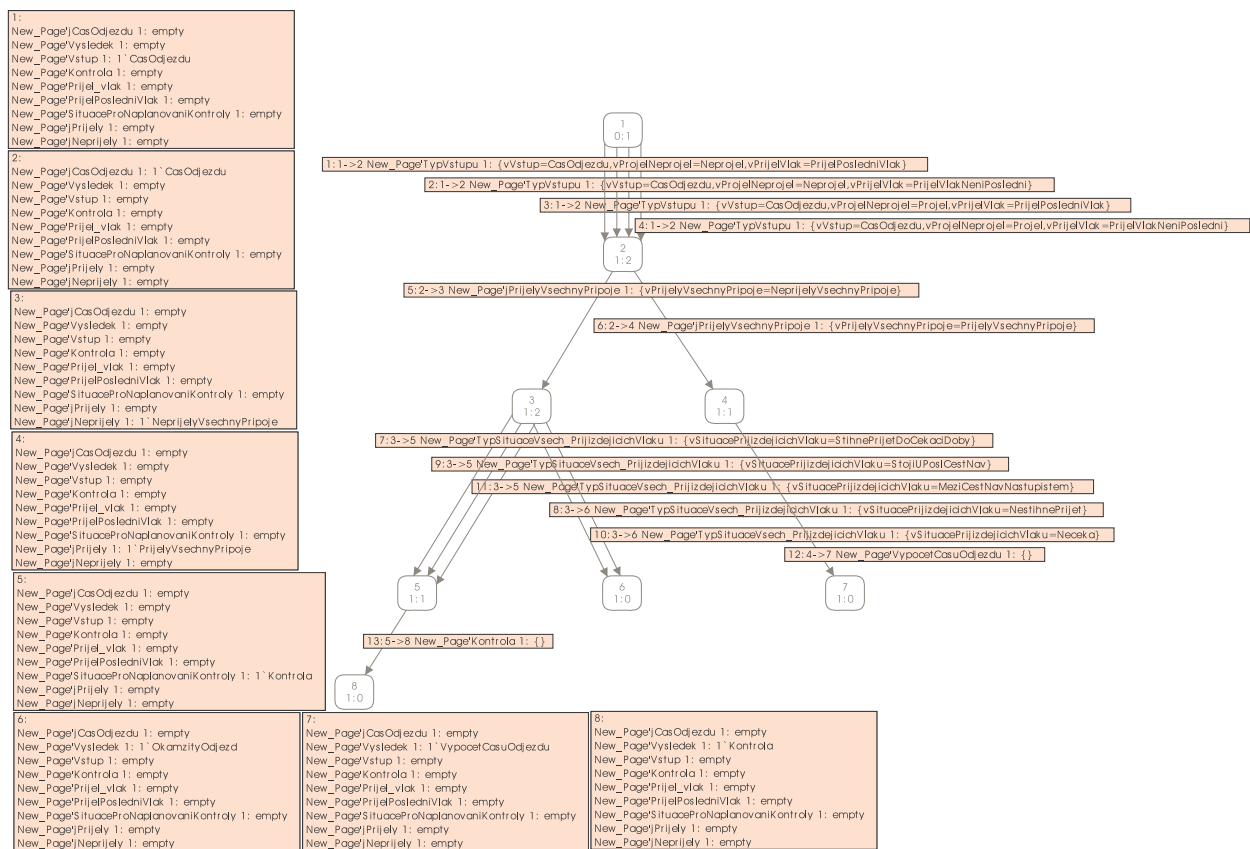 1:
New_Page'jCasOdjezdu 1: empty
New_Page'Vysledek 1: empty
New_Page'Vstup 1: 1`CasOdjezdu
New_Page'Kontrola 1: empty
New_Page'Prijel_vlak 1: empty
New_Page'PrijelPosledniVlak 1: empty
New_Page'SituaceProNaplanovaniKontroly 1: empty
New_Page'jPrijely 1: empty
New_Page'jNeprijely 1: empty
2:
New_Page'jCasOdjezdu 1: 1`CasOdjezdu
New_Page'Vysledek 1: empty
New_Page'Vstup 1: empty
New_Page'Kontrola 1: empty
New_Page'Prijel_vlak 1: empty
New_Page'PrijelPosledniVlak 1: empty
New_Page'SituaceProNaplanovaniKontroly 1: empty
New_Page'jPrijely 1: empty
New_Page'jNeprijely 1: empty
3:
New_Page'jCasOdjezdu 1: empty
New_Page'Vysledek 1: empty
New_Page'Vstup 1: empty
New_Page'Kontrola 1: empty
New_Page'Prijel_vlak 1: empty
New_Page'PrijelPosledniVlak 1: empty
New_Page'SituaceProNaplanovaniKontroly 1: empty
New_Page'jPrijely 1: empty
New_Page'jNeprijely 1: 1`NeprijelyVsechnyPripoje
4:
New_Page'jCasOdjezdu 1: empty
New_Page'Vysledek 1: empty
New_Page'Vstup 1: empty
New_Page'Kontrola 1: empty
New_Page'Prijel_vlak 1: empty
New_Page'PrijelPosledniVlak 1: empty
New_Page'SituaceProNaplanovaniKontroly 1: empty
New_Page'jPrijely 1: 1`PrijelyVsechnyPripoje
New_Page'jNeprijely 1: empty
5:
New_Page'jCasOdjezdu 1: empty
New_Page'Vysledek 1: empty
New_Page'Vstup 1: empty
New_Page'Kontrola 1: empty
New_Page'Prijel_vlak 1: empty
New_Page'PrijelPosledniVlak 1: empty
New_Page'SituaceProNaplanovaniKontroly 1: 1`Kontrola
New_Page'jPrijely 1: empty
New_Page'jNeprijely 1: empty
6:
New_Page'jCasOdjezdu 1: empty
New_Page'Vysledek 1: 1`OkamzityOdjezd
New_Page'Vstup 1: empty
New_Page'Kontrola 1: empty
New_Page'Prijel_vlak 1: empty
New_Page'PrijelPosledniVlak 1: empty
New_Page'SituaceProNaplanovaniKontroly 1: empty
New_Page'jPrijely 1: empty
New_Page'jNeprijely 1: empty
7:
New_Page'jCasOdjezdu 1: empty
New_Page'Vysledek 1: 1`VypocetCasuOdjezdu
New_Page'Vstup 1: empty
New_Page'Kontrola 1: empty
New_Page'Prijel_vlak 1: empty
New_Page'PrijelPosledniVlak 1: empty
New_Page'SituaceProNaplanovaniKontroly 1: empty
New_Page'jPrijely 1: empty
New_Page'jNeprijely 1: empty
8:
New_Page'jCasOdjezdu 1: empty
New_Page'Vysledek 1: 1`Kontrola
New_Page'Vstup 1: empty
New_Page'Kontrola 1: empty
New_Page'Prijel_vlak 1: empty
New_Page'PrijelPosledniVlak 1: empty
New_Page'SituaceProNaplanovaniKontroly 1: empty
New_Page'jPrijely 1: empty
New_Page'jNeprijely 1: empty
1
0:1
1:1->2 New_Page'TypVstupu 1: {vVstup=CasOdjezdu,vProjelNeprojel=Neprojel,vPrijelVlak=PrijelPosledniVlak}
2:1->2 New_Page'TypVstupu 1: {vVstup=CasOdjezdu,vProjelNeprojel=Neprojel,vPrijelVlak=PrijelVlakNeniPosledni}
3:1->2 New_Page'TypVstupu 1: {vVstup=CasOdjezdu,vProjelNeprojel=Projel,vPrijelVlak=PrijelPosledniVlak}
4:1->2 New_Page'TypVstupu 1: {vVstup=CasOdjezdu,vProjelNeprojel=Projel,vPrijelVlak=PrijelVlakNeniPosledni}
2
1:2
5:2->3 New_Page'jPrijelyVsechnyPripoje 1: {vPrijelyVsechnyPripoje=NeprijelyVsechnyPripoje}
6:2->4 New_Page'jPrijelyVsechnyPripoje 1: {vPrijelyVsechnyPripoje=PrijelyVsechnyPripoje}
3
1:2
4
1:1
7:3->5 New_Page'TypSituaceVsech_PrijizdejicichVlaku 1: {vSituacePrijizdejicichVlaku=StihnePrijetDoCekaciDoby}
9:3->5 New_Page'TypSituaceVsech_PrijizdejicichVlaku 1: {vSituacePrijizdejicichVlaku=StojiUPoslCestNav}
11:3->5 New_Page'TypSituaceVsech_PrijizdejicichVlaku 1: {vSituacePrijizdejicichVlaku=MeziCestNavNastupistem}
8:3->6 New_Page'TypSituaceVsech_PrijizdejicichVlaku 1: {vSituacePrijizdejicichVlaku=NestihnePrijet}
10:3->6 New_Page'TypSituaceVsech_PrijizdejicichVlaku 1: {vSituacePrijizdejicichVlaku=Neceka}
12:4->7 New_Page'VypocetCasuOdjezdu 1: {}
5
1:1
6
1:0
7
1:0
13:5->8 New_Page'Kontrola 1: {}
8
1:0